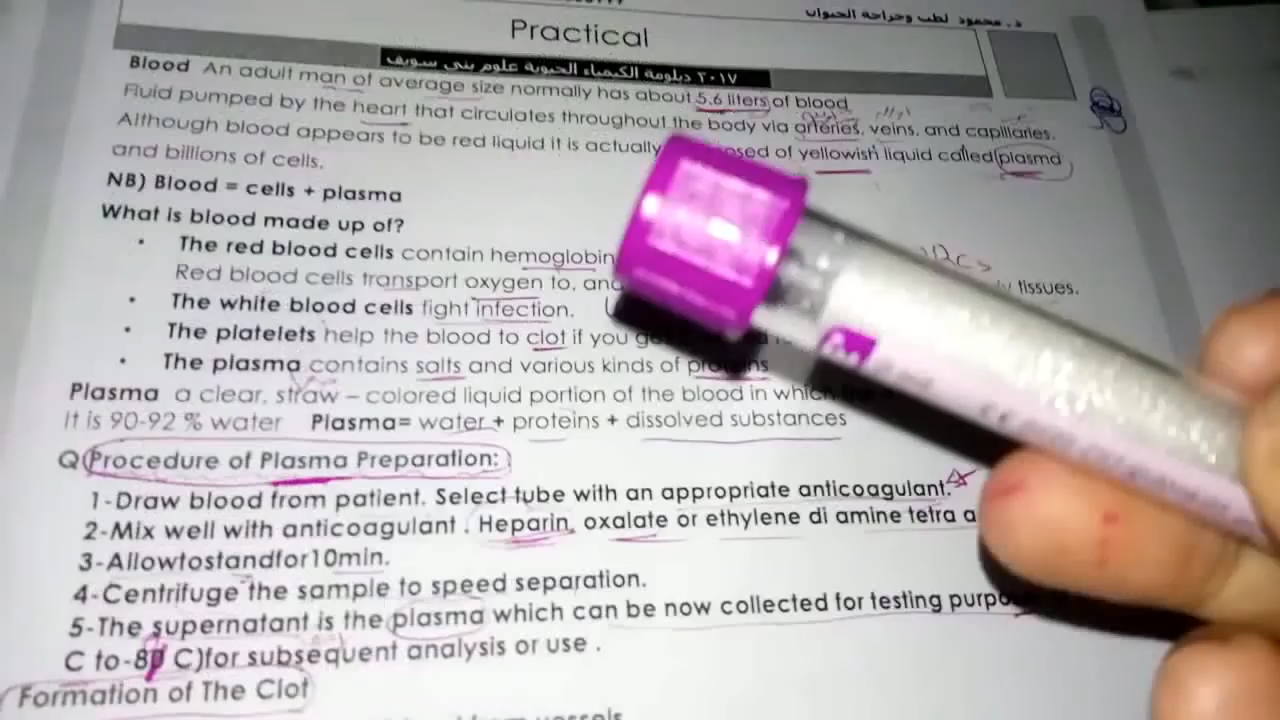 د. محمود لطب وجراحة الحيوان
Practical
٢٠١٧ دبلومة الكيمياء الحيوية علوم بنى سويف
Blood An adult man of average size normally has about 5.6 liters of blood
Fluid pumped by the heart that circulates throughout the body via arteries, veins, and capillaries.
Although blood appears to be red liquid it is actually of yellowish liquid called plasma
and billions of cells.
NB) Blood = cells + plasma
What is blood made up of?
• The red blood cells contain hemoglobin
Red blood cells transport oxygen to, and tissues.
• The white blood cells fight infection.
• The platelets help the blood to clot if you
• The plasma contains salts and various kinds of proteins
Plasma a clear, straw – colored liquid portion of the blood in which
It is 90-92 % water Plasma= water + proteins + dissolved substances
Q Procedure of Plasma Preparation:
1-Draw blood from patient. Select tube with an appropriate anticoagulant.
2-Mix well with anticoagulant . Heparin, oxalate or ethylene di amine tetra a
3-Allowtostandfor10min.
4-Centrifuge the sample to speed separation.
5-The supernatant is the plasma which can be now collected for testing
C to-80 C)for subsequent analysis or use .
Formation of The Clot